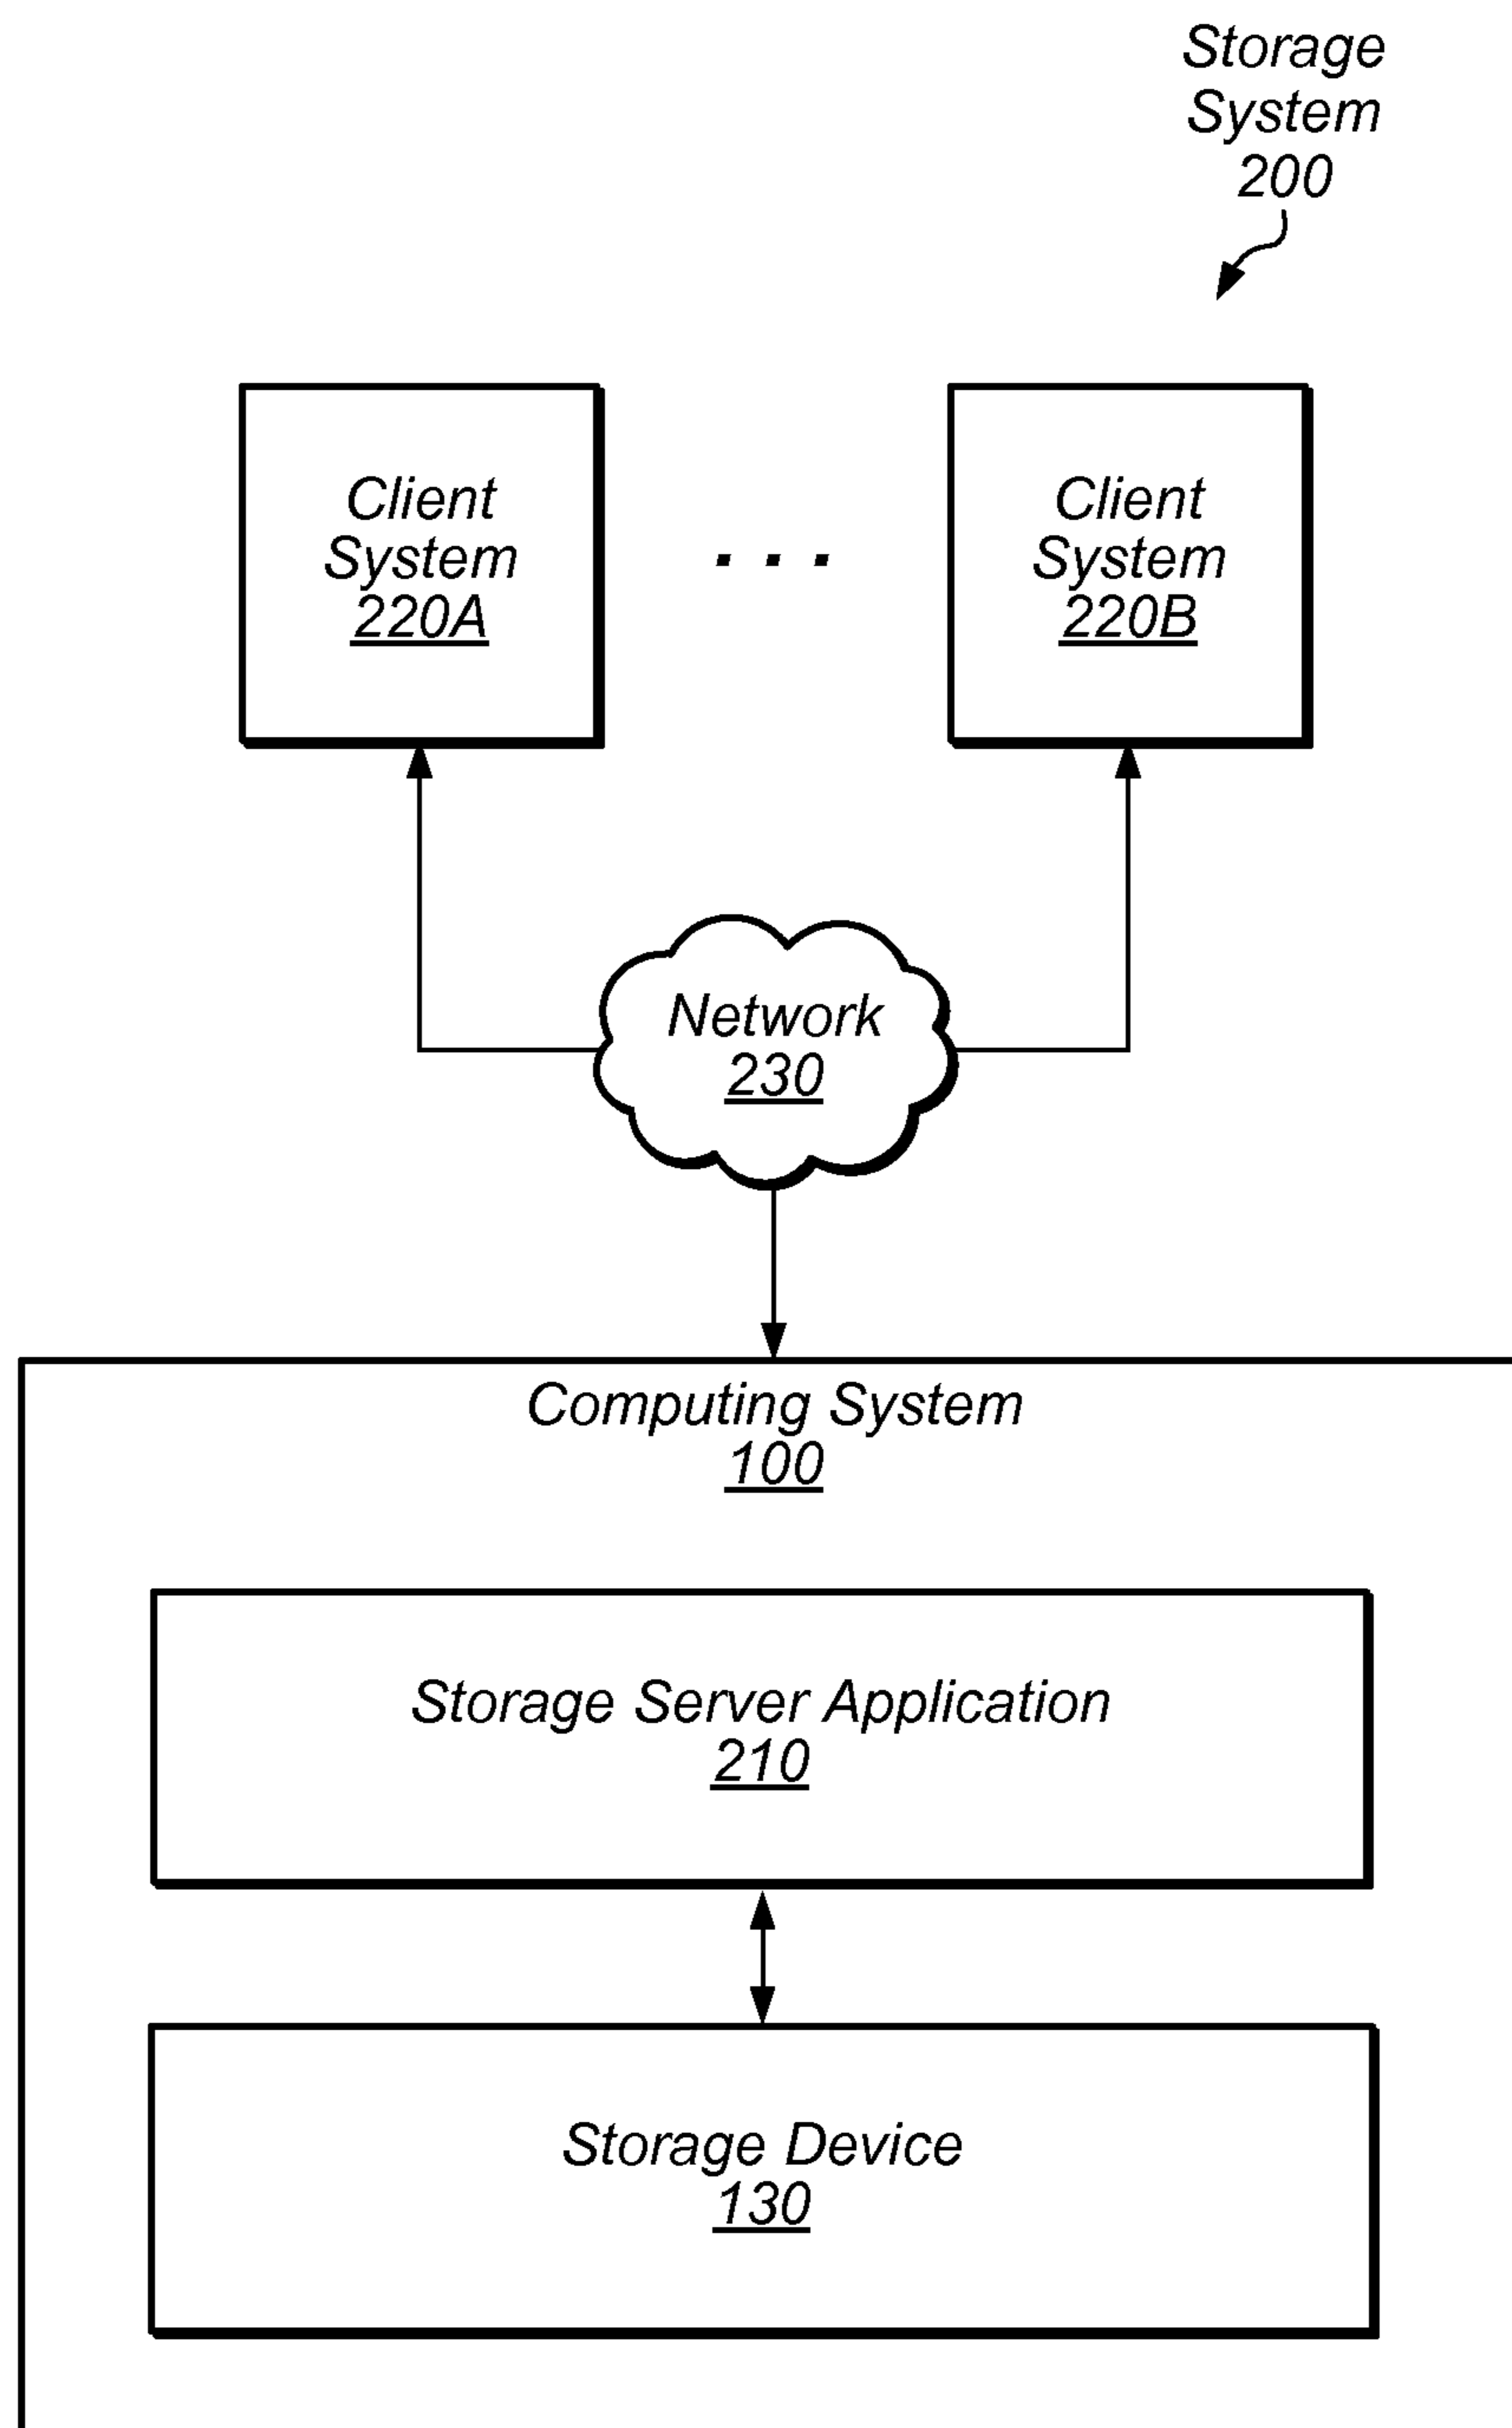 Storage
System
200
Client
System
220A
. . .
Client
System
220B
Network
230
Computing System
100
Storage Server Application
210
Storage Device
130